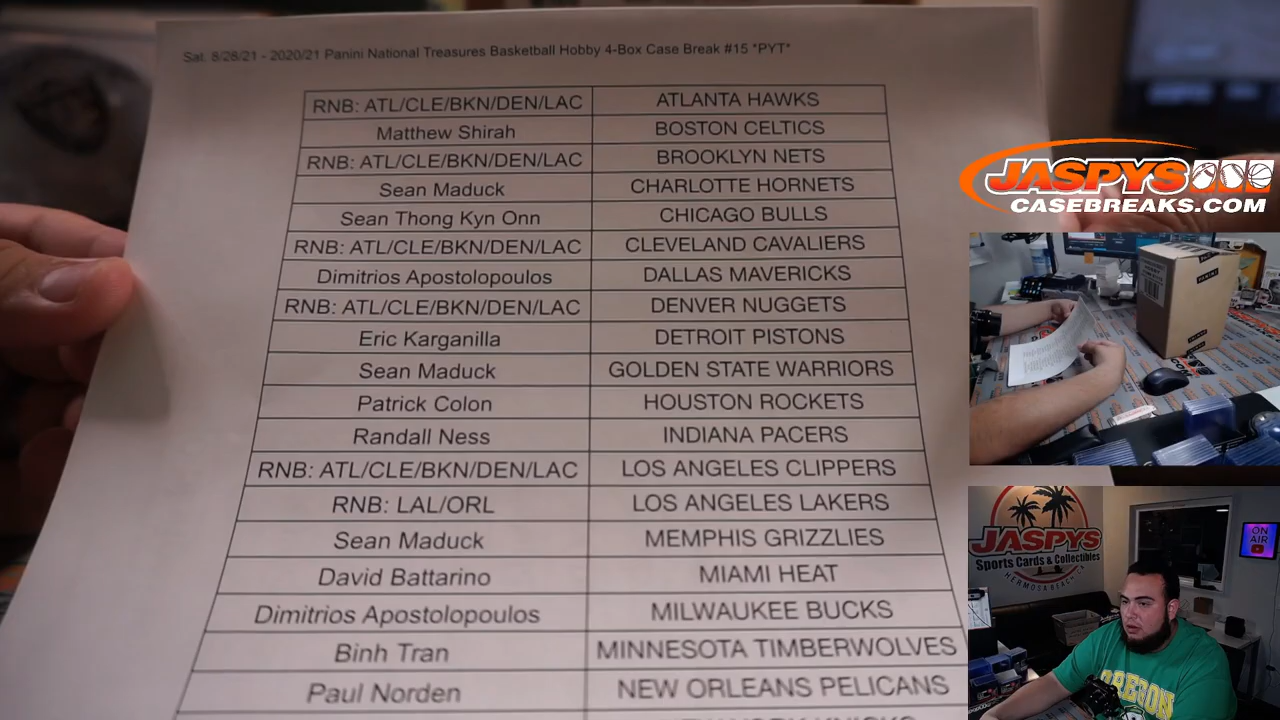 Sat. 8/28/21 - 2020/21 Panini National Treasures Basketball Hobby 4-Box Case Break #15 *PYT*
RNB: ATL/CLE/BKN/DEN/LAC ATLANTA HAWKS
Matthew Shirah BOSTON CELTICS
RNB: ATL/CLE/BKN/DEN/LAC BROOKLYN NETS
Sean Maduck CHARLOTTE HORNETS
Sean Thong Kyn Onn CHICAGO BULLS
RNB: ATL/CLE/BKN/DEN/LAC CLEVELAND CAVALIERS
Dimitrios Apostolopoulos DALLAS MAVERICKS
RNB: ATL/CLE/BKN/DEN/LAC DENVER NUGGETS
Eric Karganilla DETROIT PISTONS
Sean Maduck GOLDEN STATE WARRIORS
Patrick Colon HOUSTON ROCKETS
Randall Ness INDIANA PACERS
RNB: ATL/CLE/BKN/DEN/LAC LOS ANGELES CLIPPERS
RNB: LAL/ORL LOS ANGELES LAKERS
Sean Maduck MEMPHIS GRIZZLIES
David Battarino MIAMI HEAT
Dimitrios Apostolopoulos MILWAUKEE BUCKS
Binh Tran MINNESOTA TIMBERWOLVES
Paul Norden NEW ORLEANS PELICANS
JASPYS
CASEBREAKS.COM
JASPYS
Sports Cards & Collectibles
HERMOSA BEACH
ON
AIR
OREGON